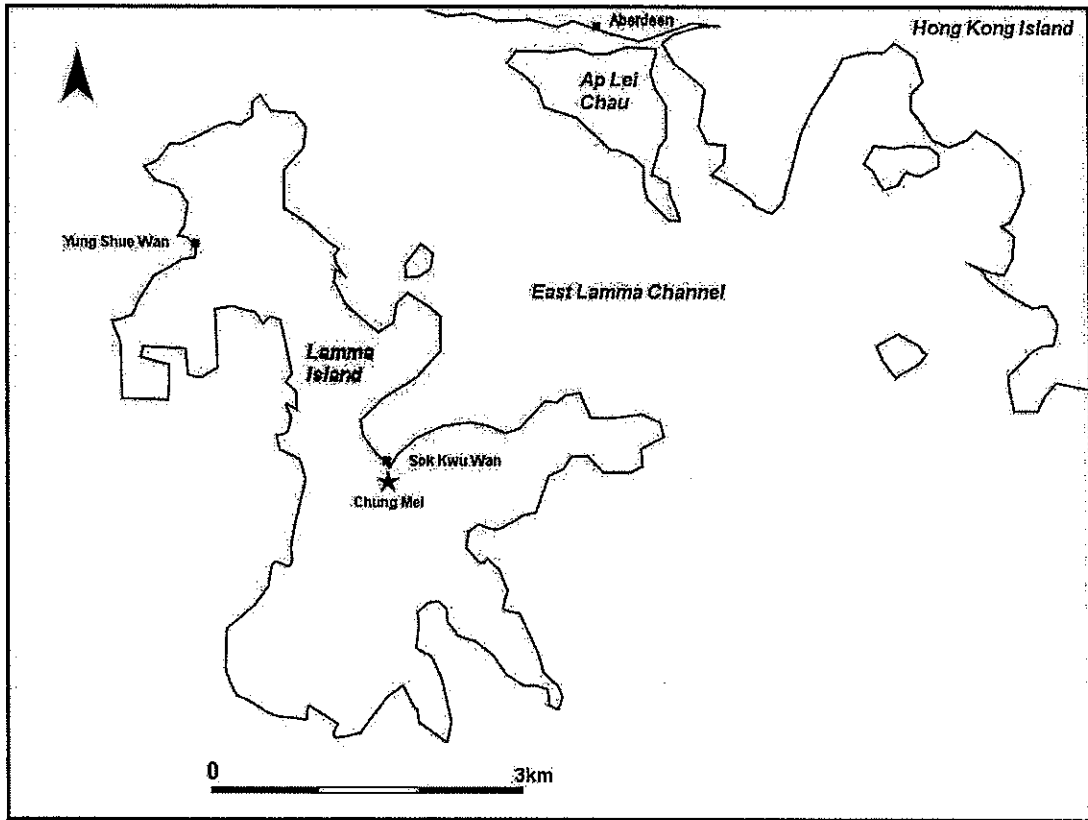 Aberdeen
Hong Kong Island
Ap Lei
Chau
Yung Shue Wan
East Lamma Channel
Lamma
Island
Sok Kwu Wan
Chung Mei
0
3km